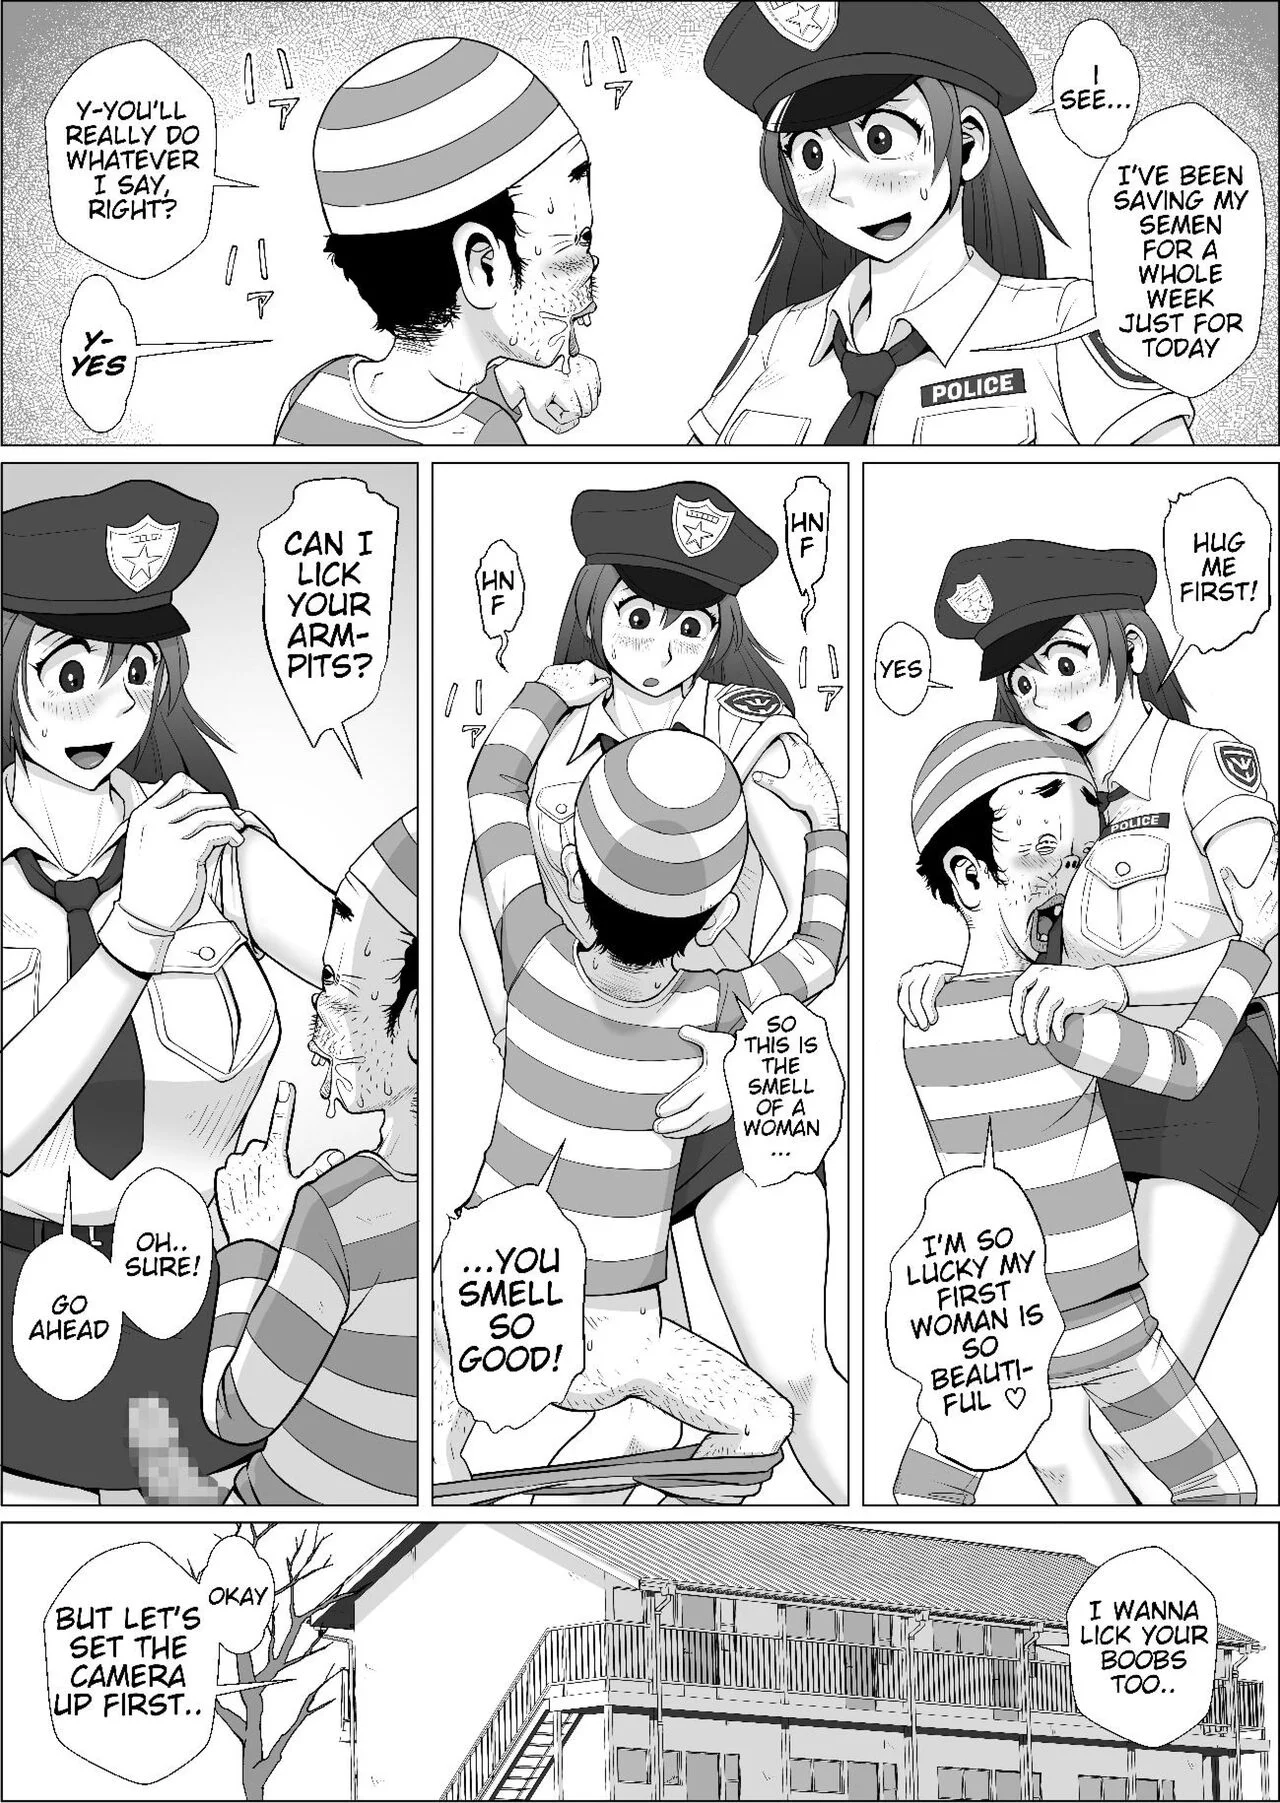 I
SEE...
I'VE BEEN
SAVING MY
SEMEN
FOR A
WHOLE
WEEK
JUST FOR
TODAY
Y-YOU'LL
REALLY DO
WHATEVER
I SAY,
RIGHT?
Y-
YES
POLICE
HUG
ME
FIRST!
YES
POLICE
I'M SO
LUCKY MY
FIRST
WOMAN IS
SO
BEAUTI-
FUL ♡
HN
F
HN
F
SO
THIS IS
THE
SMELL
OF A
WOMAN
...
...YOU
SMELL
SO
GOOD!
CAN I
LICK
YOUR
ARM-
PITS?
OH..
SURE!
GO
AHEAD
I WANNA
LICK YOUR
BOOBS
TOO..
OKAY
BUT LET'S
SET THE
CAMERA
UP FIRST..